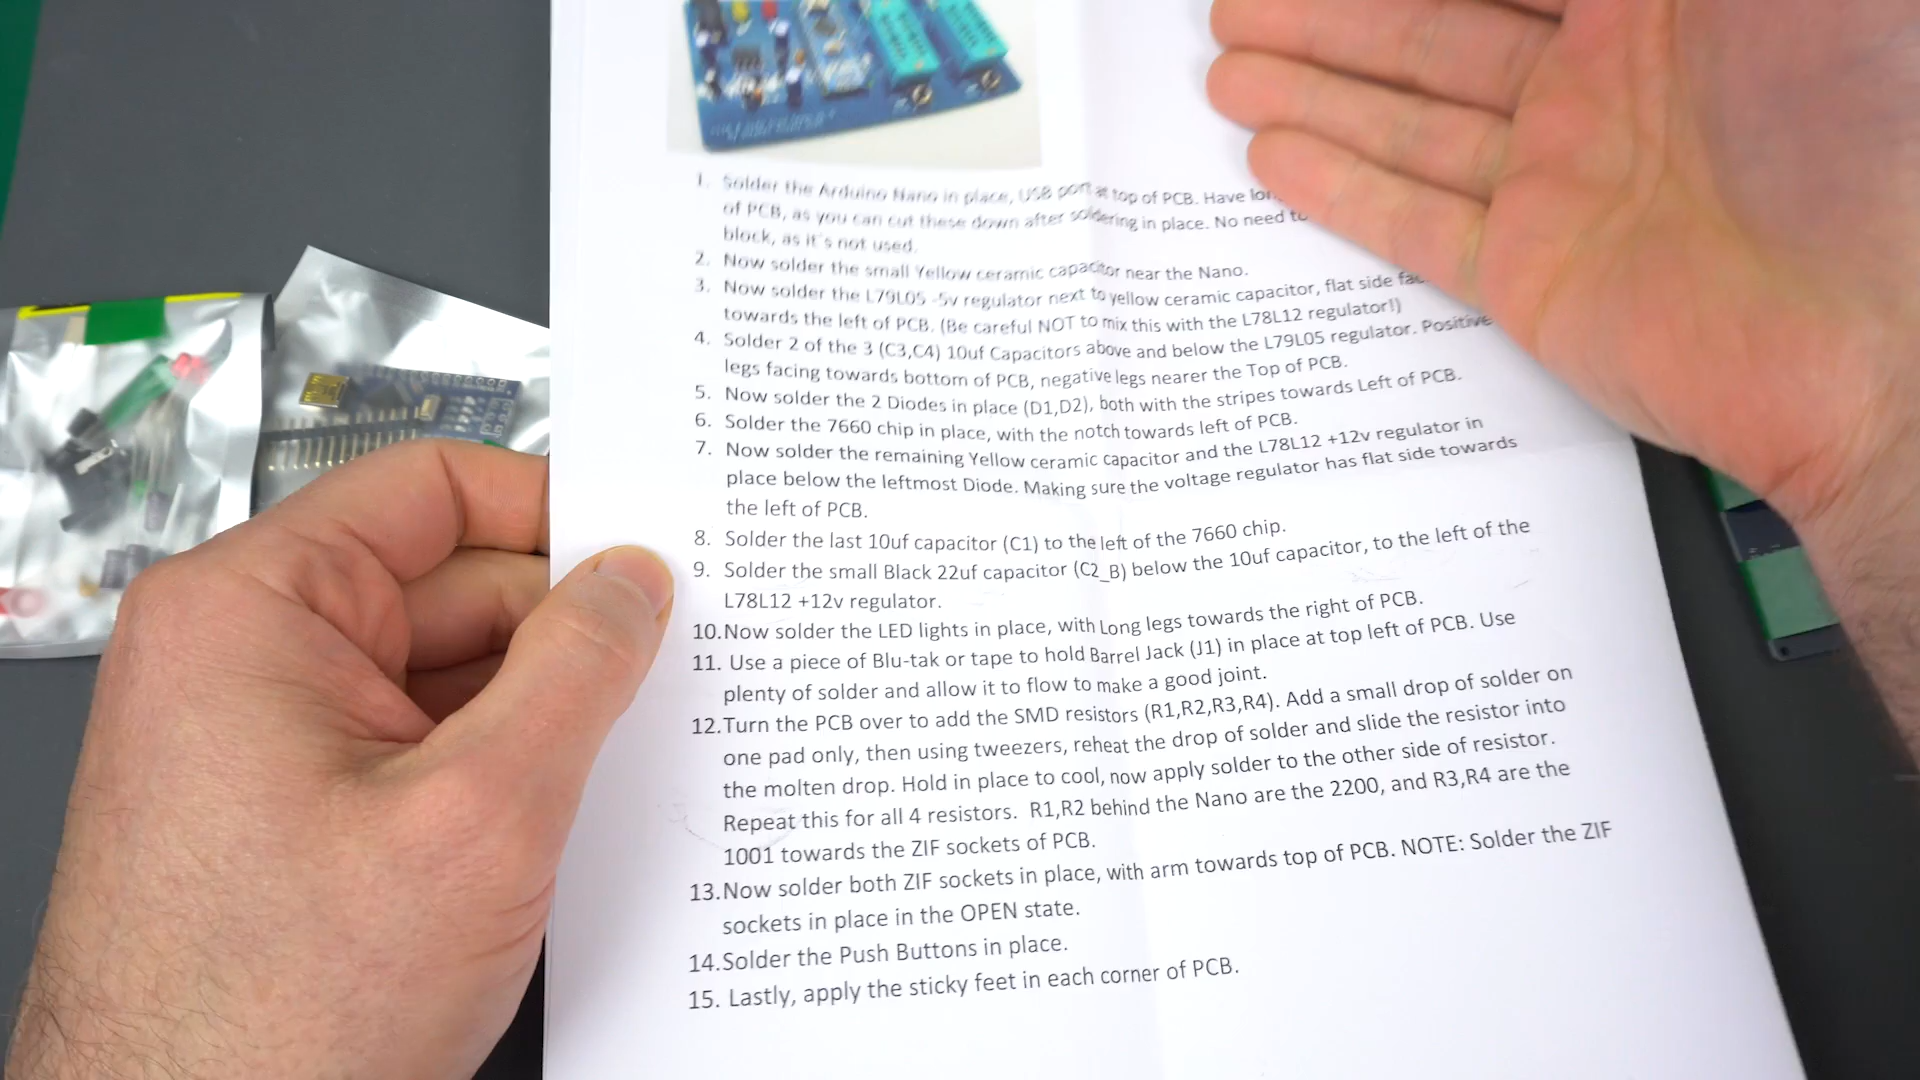 1. Solder the Arduino Nano in place, USB port at top of PCB. Have
of PCB, as you can cut these down after soldering in place. No need to
block, as it's not used.
2. Now solder the small Yellow ceramic capacitor near the Nano.
3. Now solder the L79L05 -5v regulator next to yellow ceramic capacitor, flat side
towards the left of PCB. (Be careful NOT to mix this with the L78L12 regulator!)
4. Solder 2 of the 3 (C3,C4) 10uf Capacitors above and below the L79L05 regulator. Positive
legs facing towards bottom of PCB, negative legs nearer the Top of PCB.
5. Now solder the 2 Diodes in place (D1,D2), both with the stripes towards Left of PCB.
6. Solder the 7660 chip in place, with the notch towards left of PCB.
7. Now solder the remaining Yellow ceramic capacitor and the L78L12 +12v regulator in
place below the leftmost Diode. Making sure the voltage regulator has flat side towards
the left of PCB.
8. Solder the last 10uf capacitor (C1) to the left of the 7660 chip.
9. Solder the small Black 22uf capacitor (C2_B) below the 10uf capacitor, to the left of the
L78L12 +12v regulator.
10.Now solder the LED lights in place, with Long legs towards the right of PCB.
11. Use a piece of Blu-tak or tape to hold Barrel Jack (J1) in place at top left of PCB. Use
plenty of solder and allow it to flow to make a good joint.
12.Turn the PCB over to add the SMD resistors (R1,R2,R3,R4). Add a small drop of solder on
one pad only, then using tweezers, reheat the drop of solder and slide the resistor into
the molten drop. Hold in place to cool, now apply solder to the other side of resistor.
Repeat this for all 4 resistors.  R1,R2 behind the Nano are the 2200, and R3,R4 are the
1001 towards the ZIF sockets of PCB.
13.Now solder both ZIF sockets in place, with arm towards top of PCB. NOTE: Solder the ZIF
sockets in place in the OPEN state.
14.Solder the Push Buttons in place.
15. Lastly, apply the sticky feet in each corner of PCB.